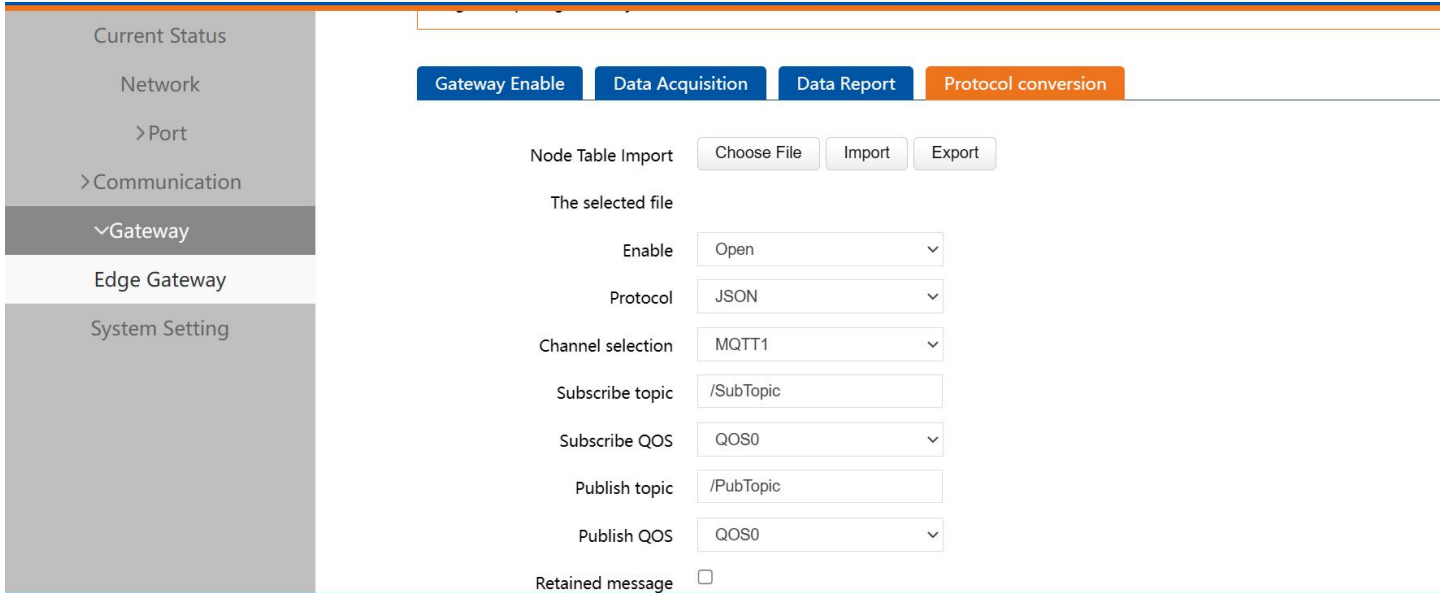 Current Status
Network
>Port
>Communication
Gateway
Edge Gateway
System Setting
Gateway Enable Data Acquisition Data Report Protocol conversion
Node Table Import Choose File Import Export
The selected file
Enable Open
Protocol JSON
Channel selection MQTT1
Subscribe topic /SubTopic
Subscribe QOS QOS0
Publish topic /PubTopic
Publish QOS QOS0
Retained message